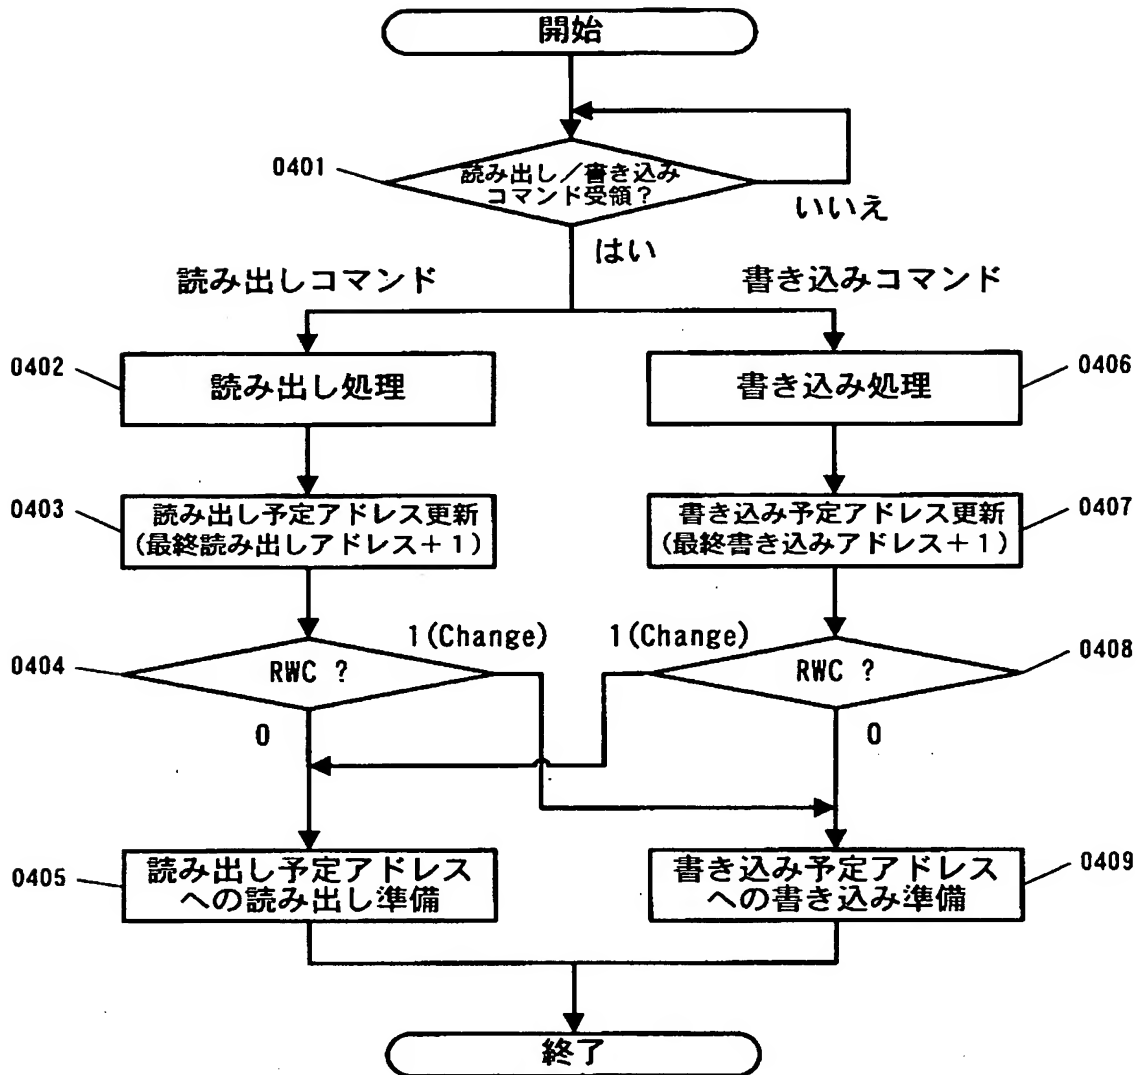 開始
0401
読み出し／書き込み
コマンド受領？
いいえ
はい
読み出しコマンド
書き込みコマンド
0402
読み出し処理
書き込み処理
0406
0403
読み出し予定アドレス更新
(最終読み出しアドレス＋１)
書き込み予定アドレス更新
(最終書き込みアドレス＋１)
0407
1(Change)
1(Change)
0404
RWC ?
RWC ?
0408
0
0
0405
読み出し予定アドレス
への読み出し準備
書き込み予定アドレス
への書き込み準備
0409
終了